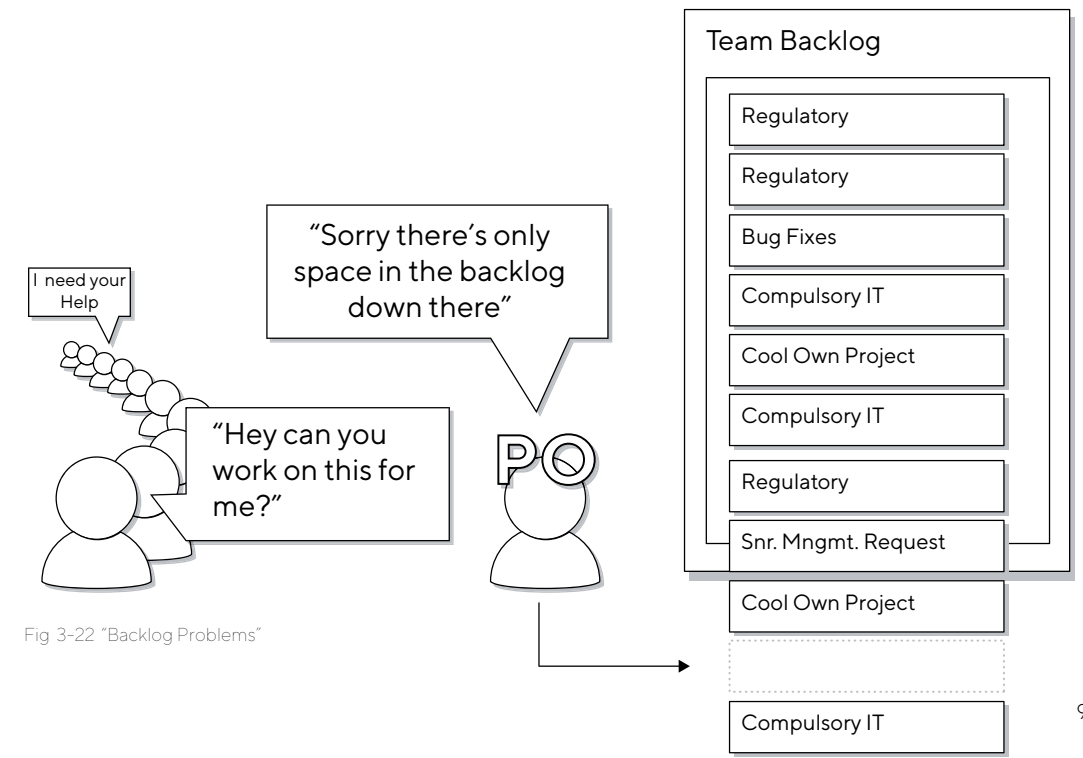 Team Backlog
Regulatory
Regulatory
Bug Fixes
Compulsory IT
Cool Own Project
Compulsory IT
Regulatory
Snr. Mngmt. Request
Cool Own Project
Compulsory IT
“Sorry there’s only
space in the backlog
down there”
I need your
Help
“Hey can you
work on this for
me?”
PO
Fig 3-22 “Backlog Problems”